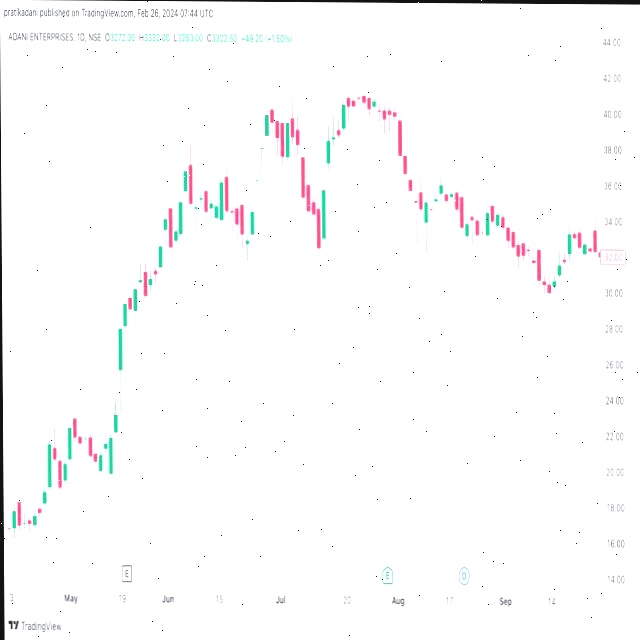 pratikadani published on TradingView.com, Feb 26, 2024 07:44 UTC
ADANI ENTERPRISES, 1D, NSE
44.00
42.00
40.00
38.00
36.00
34.00
32.00
30.00
28.00
26.00
24.00
22.00
20.00
18.00
16.00
14.00
E
E
D
May 19 Jun 15 Jul 20 Aug 17 Sep 14
TradingView